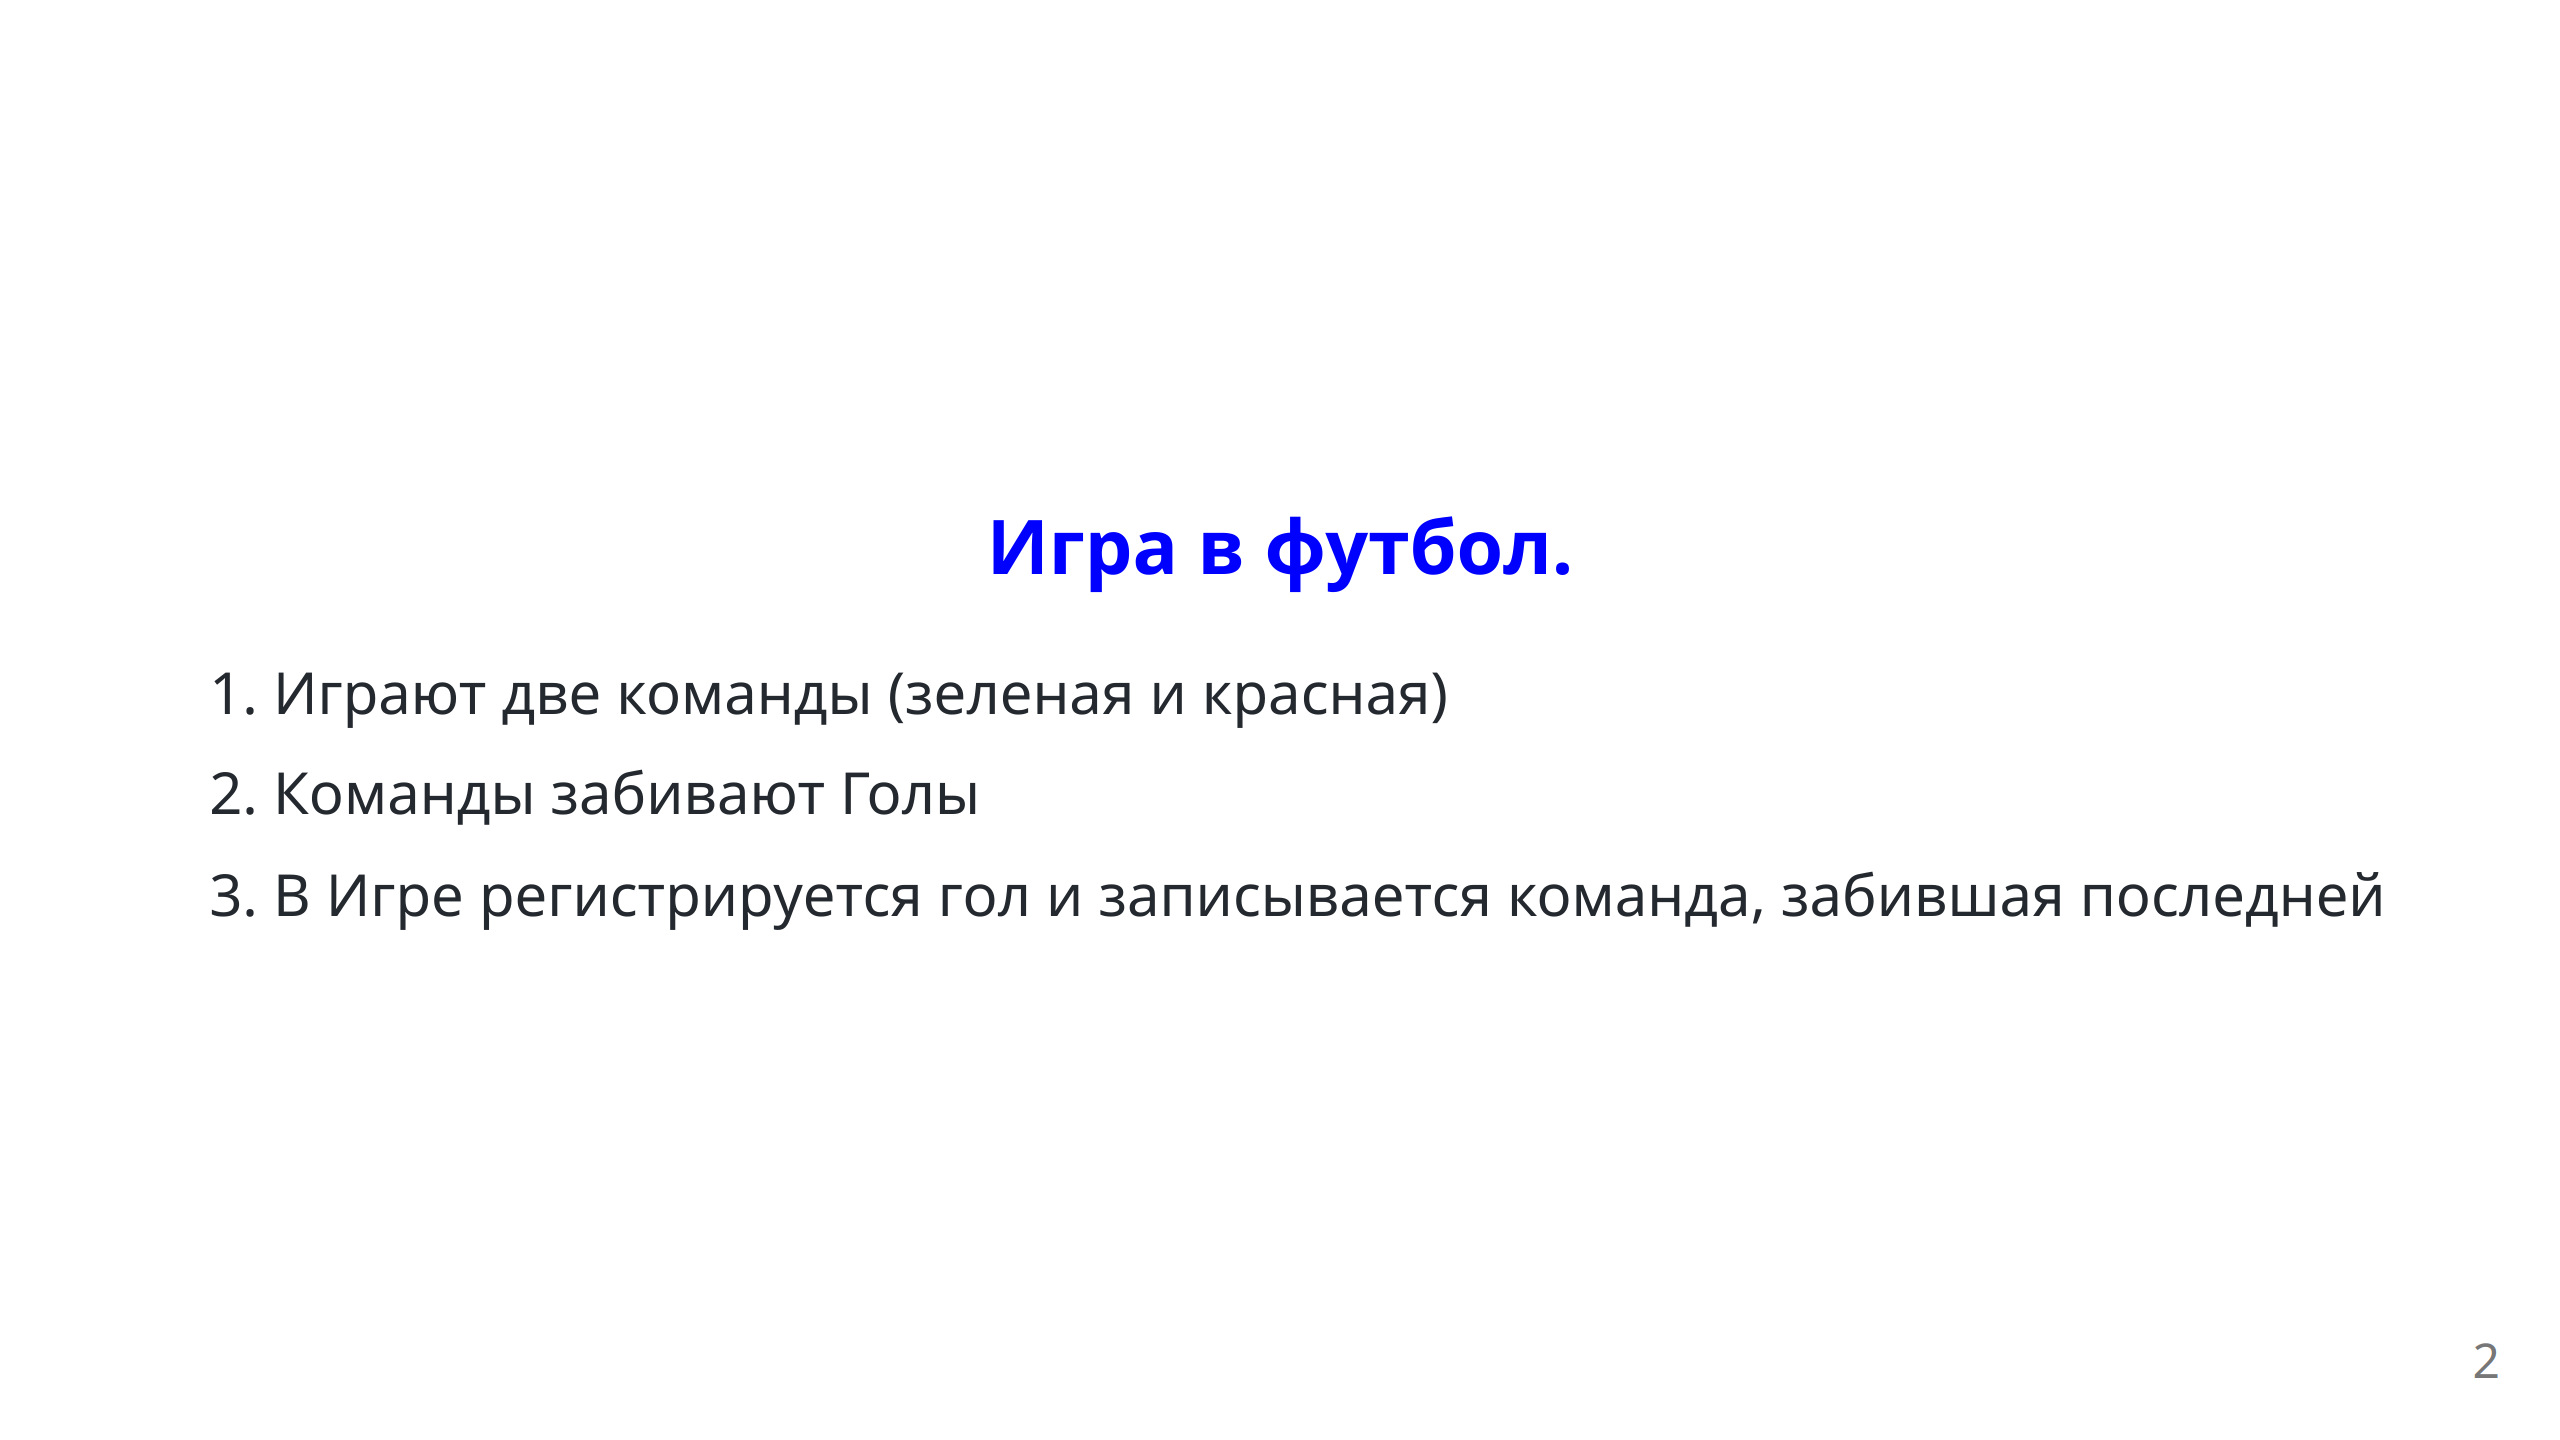 Игра в футбол.
1. Играют две команды (зеленая и красная)
2. Команды забивают Голы
3. В Игре регистрируется гол и записывается команда, забившая последней
2